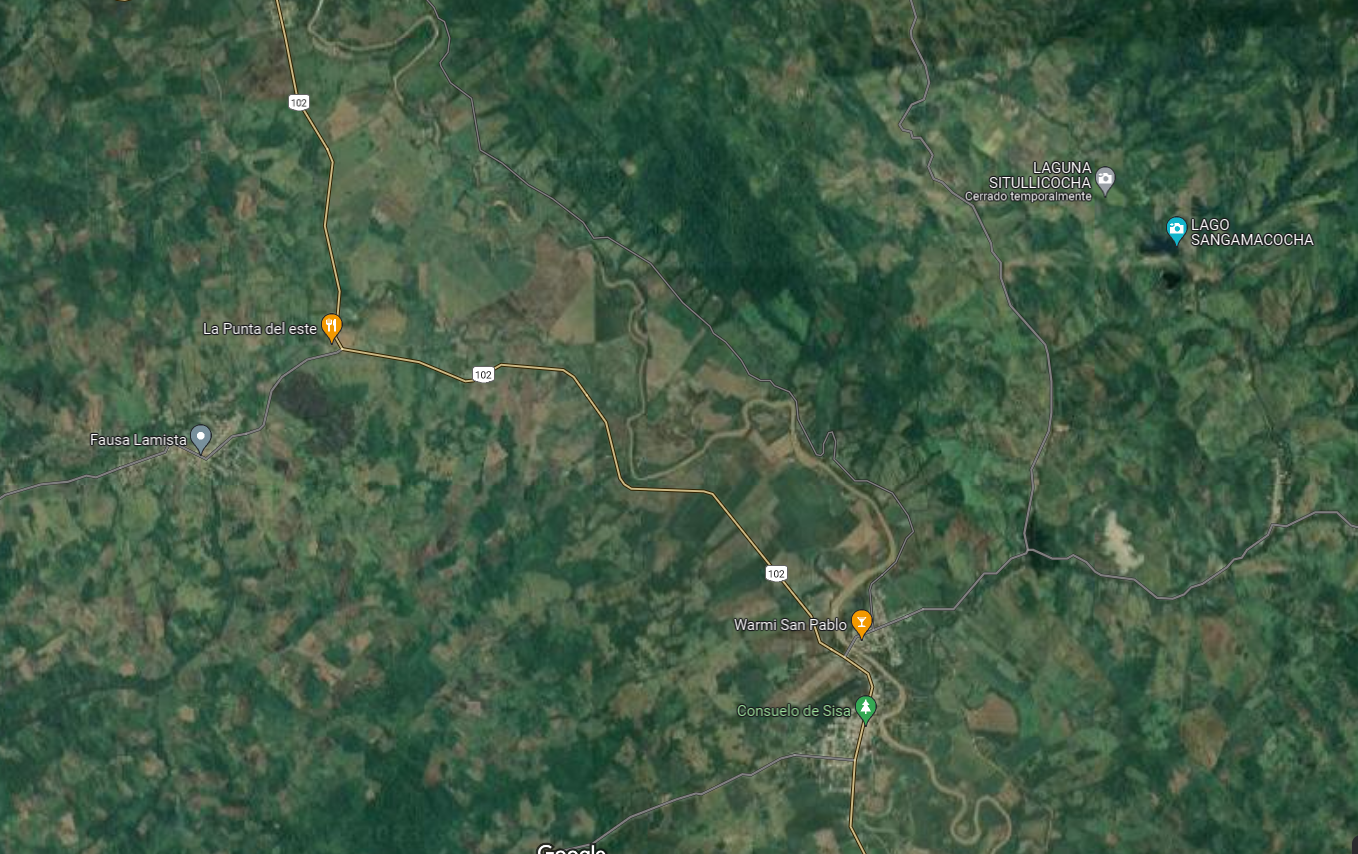 102
LAGUNA
SITULLICOCHA
Cerrado temporalmente
LAGO
SANGAMACOCHA
La Punta del este
102
Fausa Lamista
102
Warmi San Pablo
Consuelo de Sisa
Google